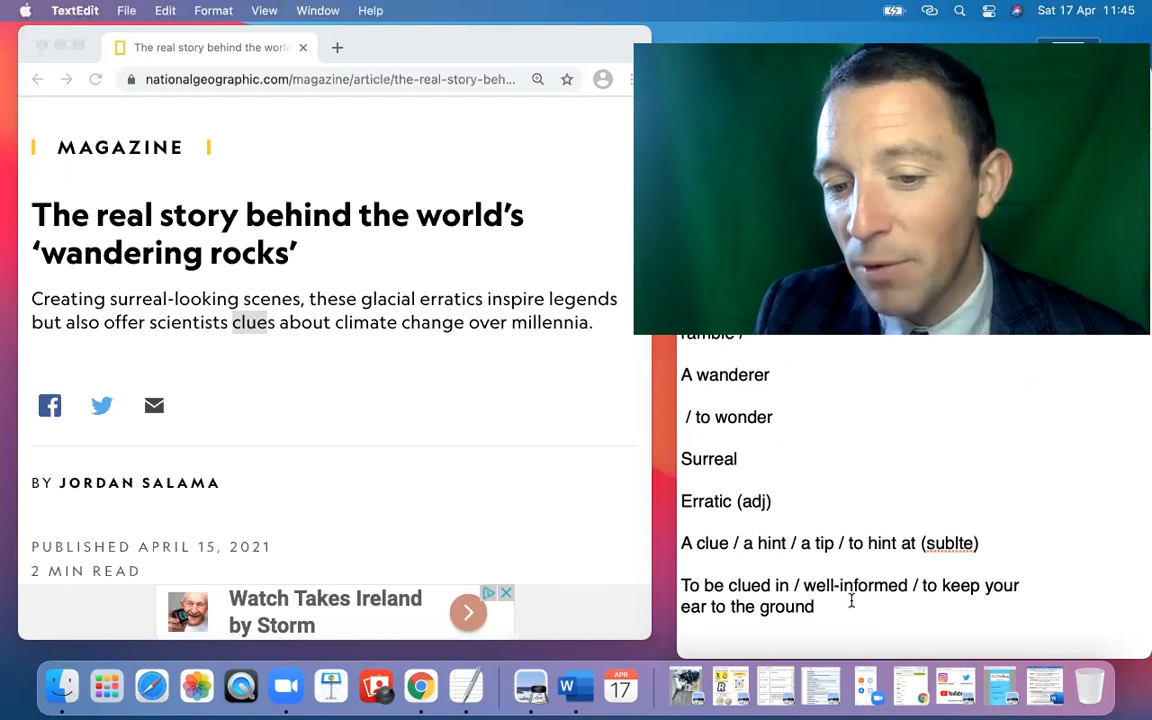 TextEdit File Edit Format View Window Help Sat 17 Apr 11:45
The real story behind the world
nationalgeographic.com/magazine/article/the-real-story-beh...
MAGAZINE
The real story behind the world’s
‘wandering rocks’
Creating surreal-looking scenes, these glacial erratics inspire legends
but also offer scientists clues about climate change over millennia.
BY JORDAN SALAMA
PUBLISHED APRIL 15, 2021
2 MIN READ
Watch Takes Ireland
by Storm
ramble /
A wanderer
/ to wonder
Surreal
Erratic (adj)
A clue / a hint / a tip / to hint at (sublte)
To be clued in / well-informed / to keep your
ear to the ground
APR
17